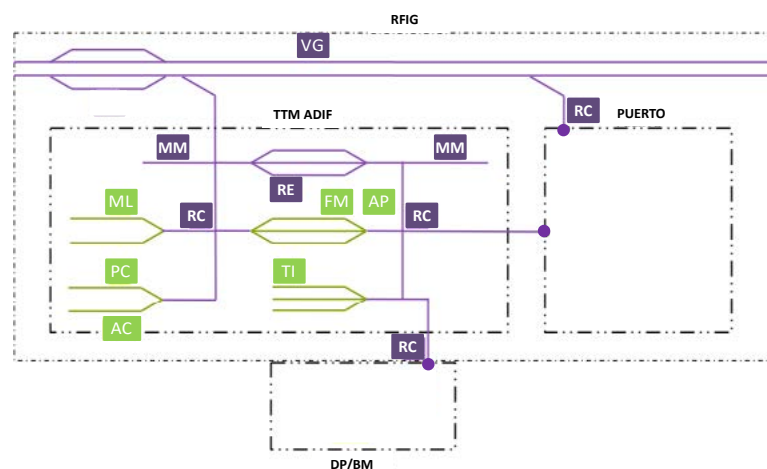 RFIG
VG
RC
TTM ADIF
PUERTO
MM
MM
RE
ML
RC
FM
AP
RC
PC
TI
AC
RC
DP/BM